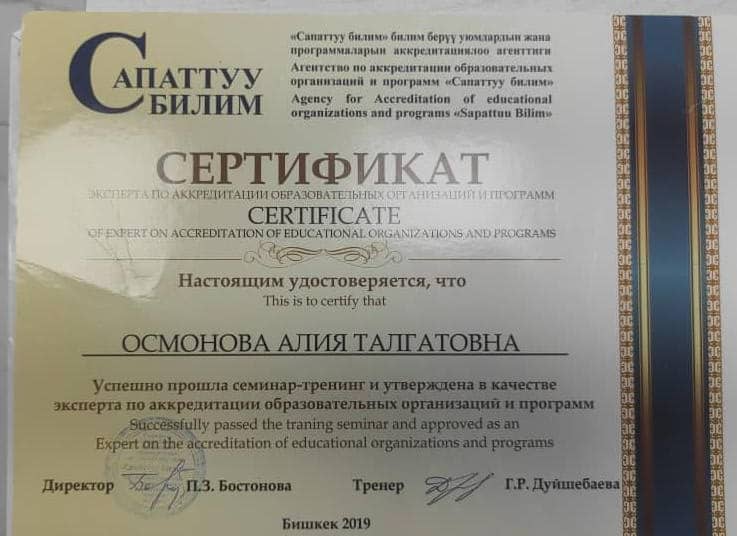 САПАТТУУ
БИЛИМ
«Сапаттуу билим» билим берүү уюмдардын жана
программаларын аккредитациялоо агенттиги
Агентство по аккредитации образовательных
организаций и программ «Сапаттуу билим»
Agency for Accreditation of educational
organizations and programs «Sapattuu Bilim»
СЕРТИФИКАТ
ЭКСПЕРТА ПО АККРЕДИТАЦИИ ОБРАЗОВАТЕЛЬНЫХ ОРГАНИЗАЦИЙ И ПРОГРАММ
CERTIFICATE
OF EXPERT ON ACCREDITATION OF EDUCATIONAL ORGANIZATIONS AND PROGRAMS
Настоящим удостоверяется, что
This is to certify that
ОСМОНОВА АЛИЯ ТАЛГАТОВНА
Успешно прошла семинар-тренинг и утверждена в качестве
эксперта по аккредитации образовательных организаций и программ
Successfully passed the traning seminar and approved as an
Expert on the accreditation of educational organizations and programs
Директор П.З. Бостонова Тренер Г.Р. Дуйшебаева
Бишкек 2019